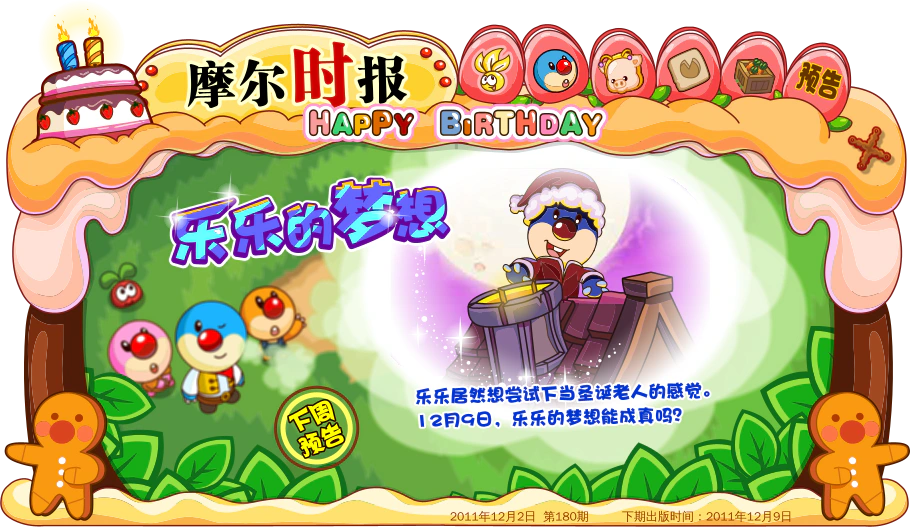 摩尔时报
预告
HAPPY BIRTHDAY
乐乐的梦想
乐乐居然想尝试下当圣诞老人的感觉。
12月9日，乐乐的梦想能成真吗？
下周
预告
2011年12月2日 第180期 下期出版时间：2011年12月9日